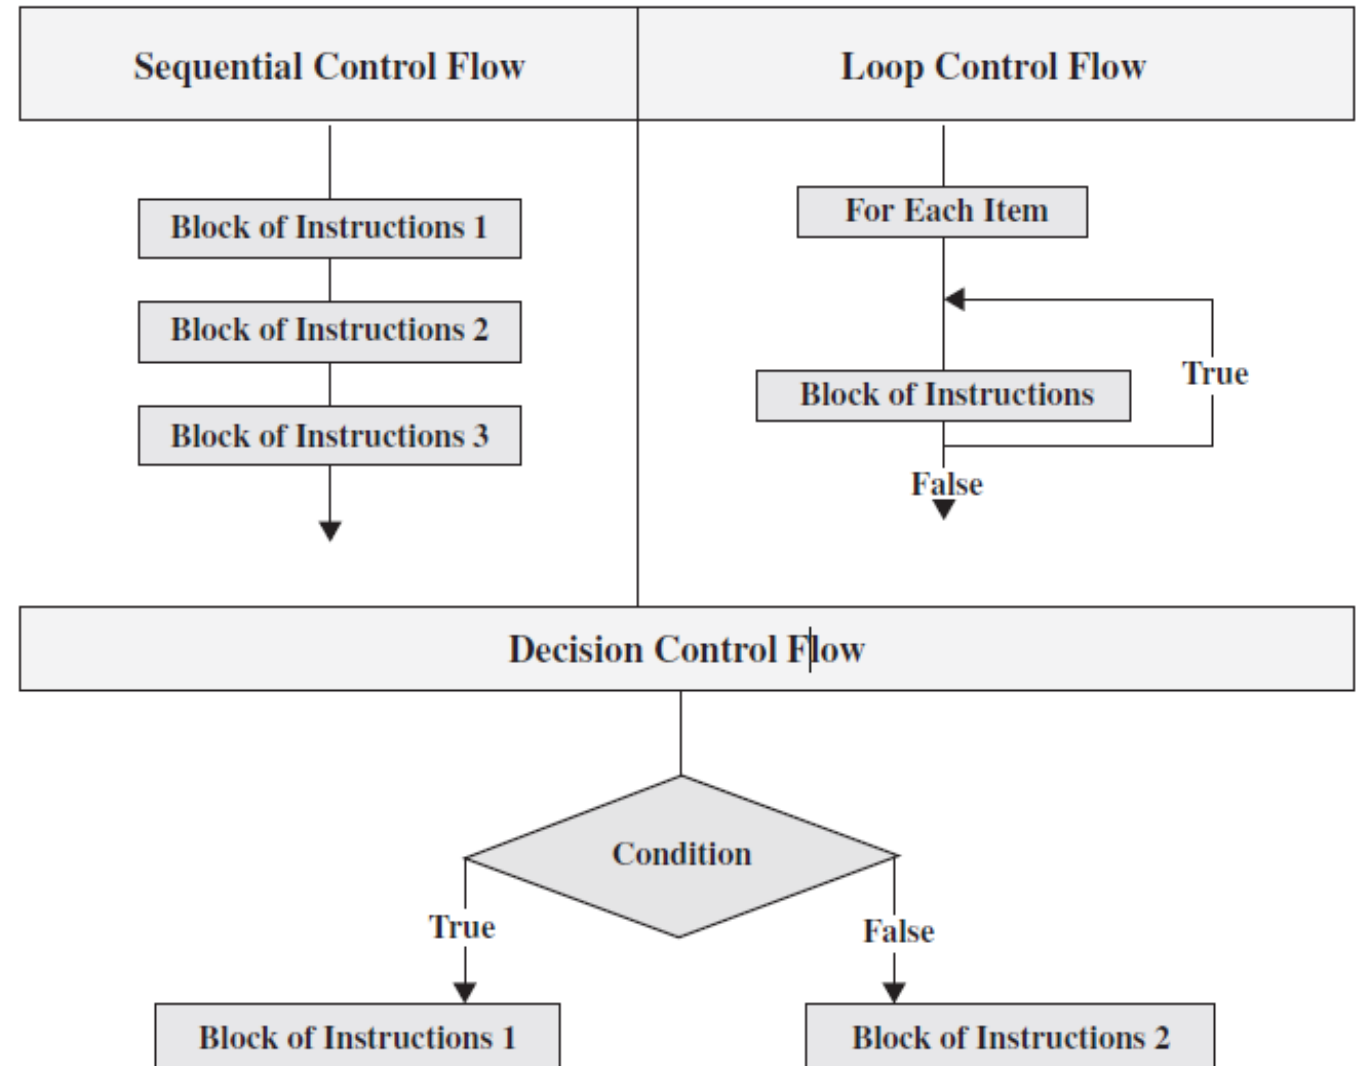 Sequential Control Flow
Loop Control Flow
Block of Instructions 1
Block of Instructions 2
Block of Instructions 3
For Each Item
True
Block of Instructions
False
Decision Control Flow
Condition
True
False
Block of Instructions 1
Block of Instructions 2